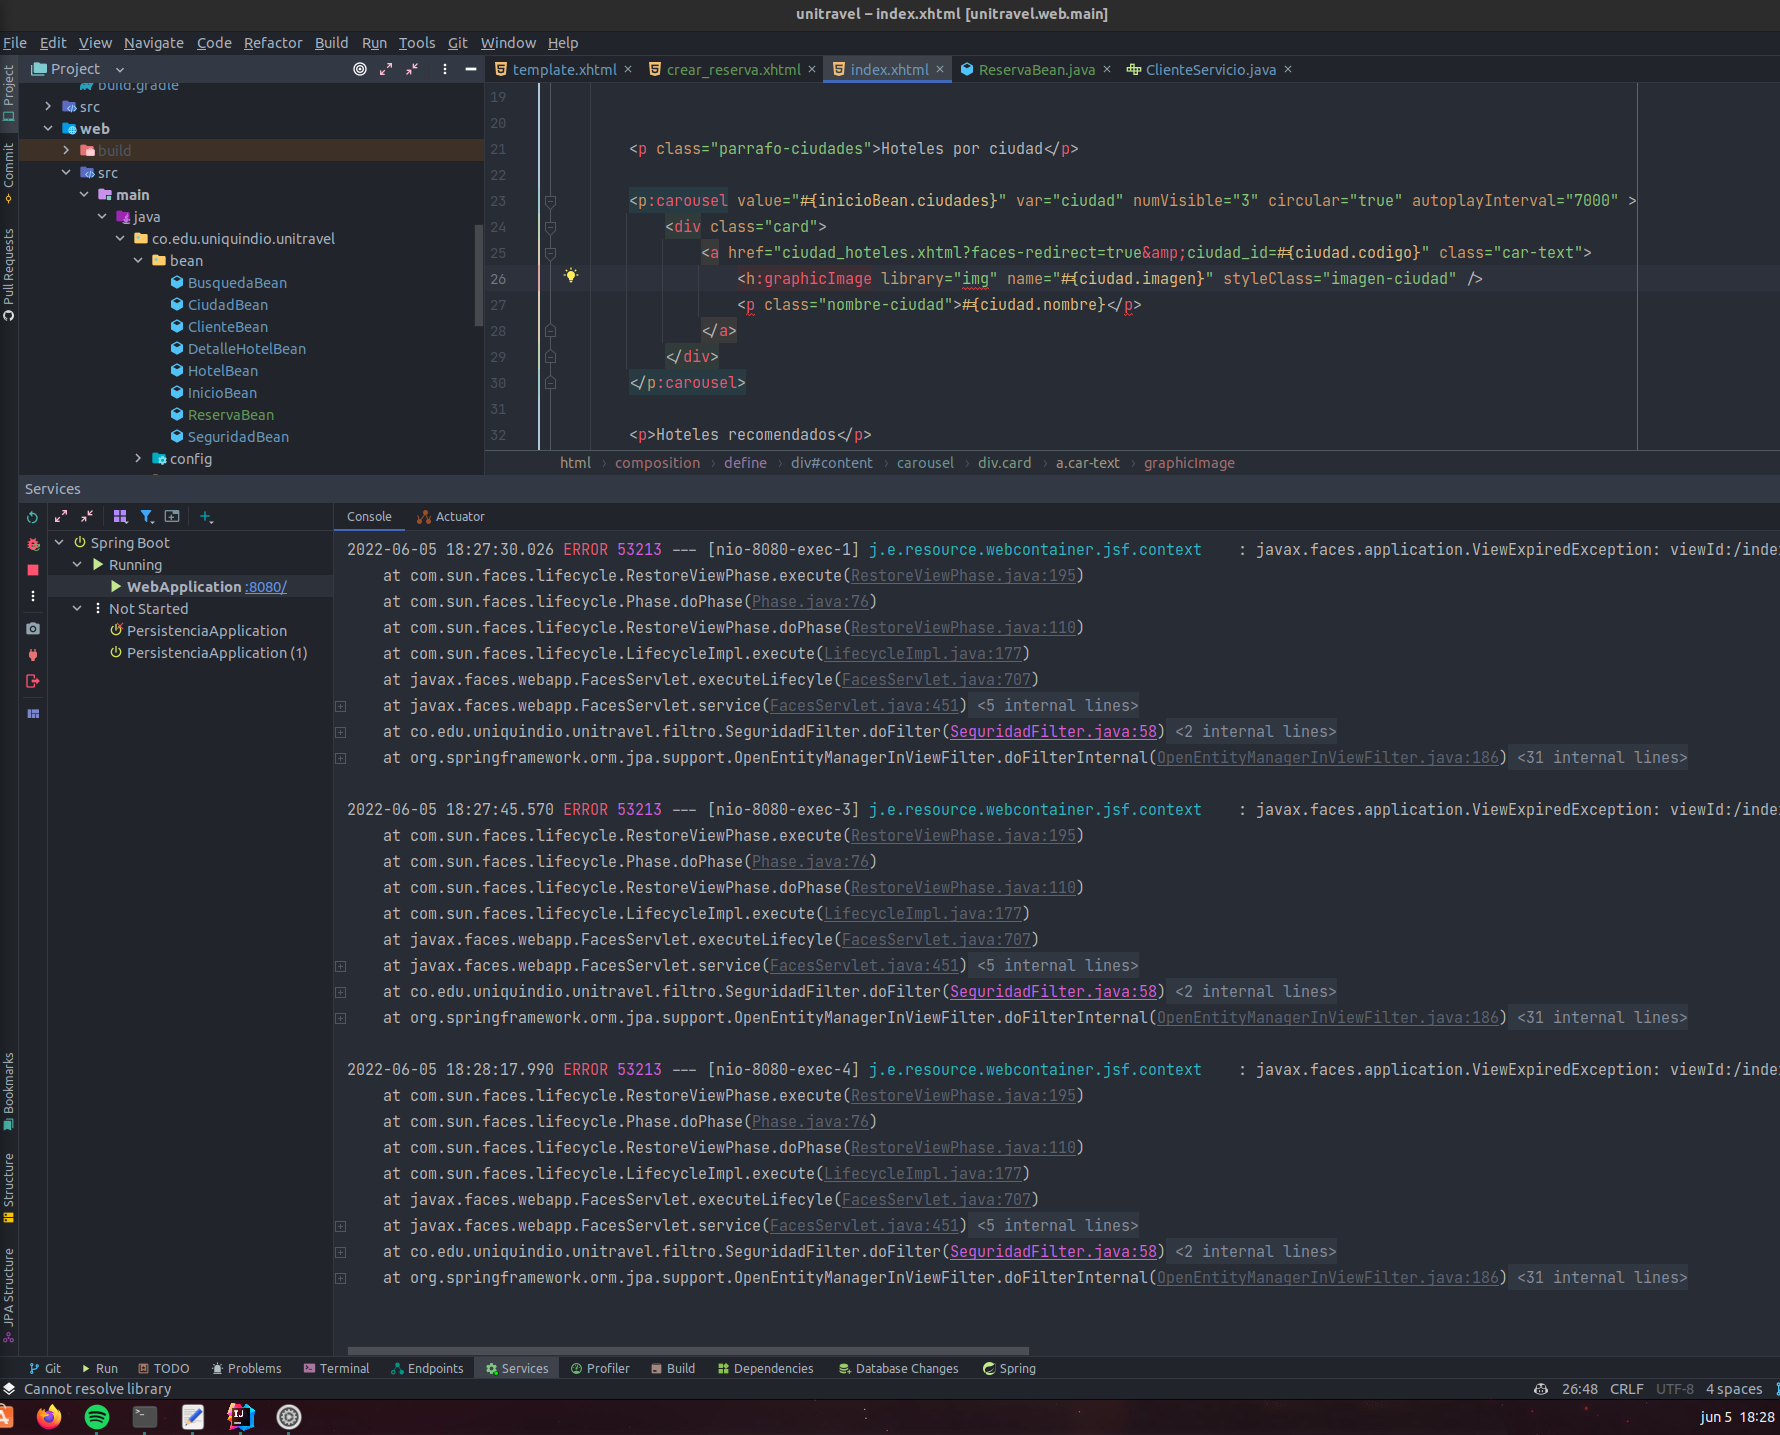 unitravel – index.xhtml [unitravel.web.main]
File Edit View Navigate Code Refactor Build Run Tools Git Window Help
Project
template.xhtml × crear_reserva.xhtml × index.xhtml × ReservaBean.java × ClienteServicio.java ×
build.gradle
src
web
build
src
main
java
co.edu.uniquindio.unitravel
bean
BusquedaBean
CiudadBean
ClienteBean
DetalleHotelBean
HotelBean
InicioBean
ReservaBean
SeguridadBean
config
19
20
21 <p class="parrafo-ciudades">Hoteles por ciudad</p>
22
23 <p:carousel value="#{inicioBean.ciudades}" var="ciudad" numVisible="3" circular="true" autoplayInterval="7000" >
24 <div class="card">
25 <a href="ciudad_hoteles.xhtml?faces-redirect=true&amp;ciudad_id=#{ciudad.codigo}" class="car-text">
26 <h:graphicImage library="img" name="#{ciudad.imagen}" styleClass="imagen-ciudad" />
27 <p class="nombre-ciudad">#{ciudad.nombre}</p>
28 </a>
29 </div>
30 </p:carousel>
31
32 <p>Hoteles recomendados</p>
html › composition › define › div#content › carousel › div.card › a.car-text › graphicImage
Project
Commit
Pull Requests
Bookmarks
Structure
JPA Structure
Services
Spring Boot
Running
WebApplication :8080/
Not Started
PersistenciaApplication
PersistenciaApplication (1)
Console Actuator
2022-06-05 18:27:30.026 ERROR 53213 --- [nio-8080-exec-1] j.e.resource.webcontainer.jsf.context : javax.faces.application.ViewExpiredException: viewId:/inde
at com.sun.faces.lifecycle.RestoreViewPhase.execute(RestoreViewPhase.java:195)
at com.sun.faces.lifecycle.Phase.doPhase(Phase.java:76)
at com.sun.faces.lifecycle.RestoreViewPhase.doPhase(RestoreViewPhase.java:110)
at com.sun.faces.lifecycle.LifecycleImpl.execute(LifecycleImpl.java:177)
at javax.faces.webapp.FacesServlet.executeLifecyle(FacesServlet.java:707)
at javax.faces.webapp.FacesServlet.service(FacesServlet.java:451) <5 internal lines>
at co.edu.uniquindio.unitravel.filtro.SeguridadFilter.doFilter(SeguridadFilter.java:58) <2 internal lines>
at org.springframework.orm.jpa.support.OpenEntityManagerInViewFilter.doFilterInternal(OpenEntityManagerInViewFilter.java:186) <31 internal lines>
2022-06-05 18:27:45.570 ERROR 53213 --- [nio-8080-exec-3] j.e.resource.webcontainer.jsf.context : javax.faces.application.ViewExpiredException: viewId:/inde
at com.sun.faces.lifecycle.RestoreViewPhase.execute(RestoreViewPhase.java:195)
at com.sun.faces.lifecycle.Phase.doPhase(Phase.java:76)
at com.sun.faces.lifecycle.RestoreViewPhase.doPhase(RestoreViewPhase.java:110)
at com.sun.faces.lifecycle.LifecycleImpl.execute(LifecycleImpl.java:177)
at javax.faces.webapp.FacesServlet.executeLifecyle(FacesServlet.java:707)
at javax.faces.webapp.FacesServlet.service(FacesServlet.java:451) <5 internal lines>
at co.edu.uniquindio.unitravel.filtro.SeguridadFilter.doFilter(SeguridadFilter.java:58) <2 internal lines>
at org.springframework.orm.jpa.support.OpenEntityManagerInViewFilter.doFilterInternal(OpenEntityManagerInViewFilter.java:186) <31 internal lines>
2022-06-05 18:28:17.990 ERROR 53213 --- [nio-8080-exec-4] j.e.resource.webcontainer.jsf.context : javax.faces.application.ViewExpiredException: viewId:/inde
at com.sun.faces.lifecycle.RestoreViewPhase.execute(RestoreViewPhase.java:195)
at com.sun.faces.lifecycle.Phase.doPhase(Phase.java:76)
at com.sun.faces.lifecycle.RestoreViewPhase.doPhase(RestoreViewPhase.java:110)
at com.sun.faces.lifecycle.LifecycleImpl.execute(LifecycleImpl.java:177)
at javax.faces.webapp.FacesServlet.executeLifecyle(FacesServlet.java:707)
at javax.faces.webapp.FacesServlet.service(FacesServlet.java:451) <5 internal lines>
at co.edu.uniquindio.unitravel.filtro.SeguridadFilter.doFilter(SeguridadFilter.java:58) <2 internal lines>
at org.springframework.orm.jpa.support.OpenEntityManagerInViewFilter.doFilterInternal(OpenEntityManagerInViewFilter.java:186) <31 internal lines>
Git Run TODO Problems Terminal Endpoints Services Profiler Build Dependencies Database Changes Spring
Cannot resolve library
26:48 CRLF UTF-8 4 spaces
jun 5 18:28